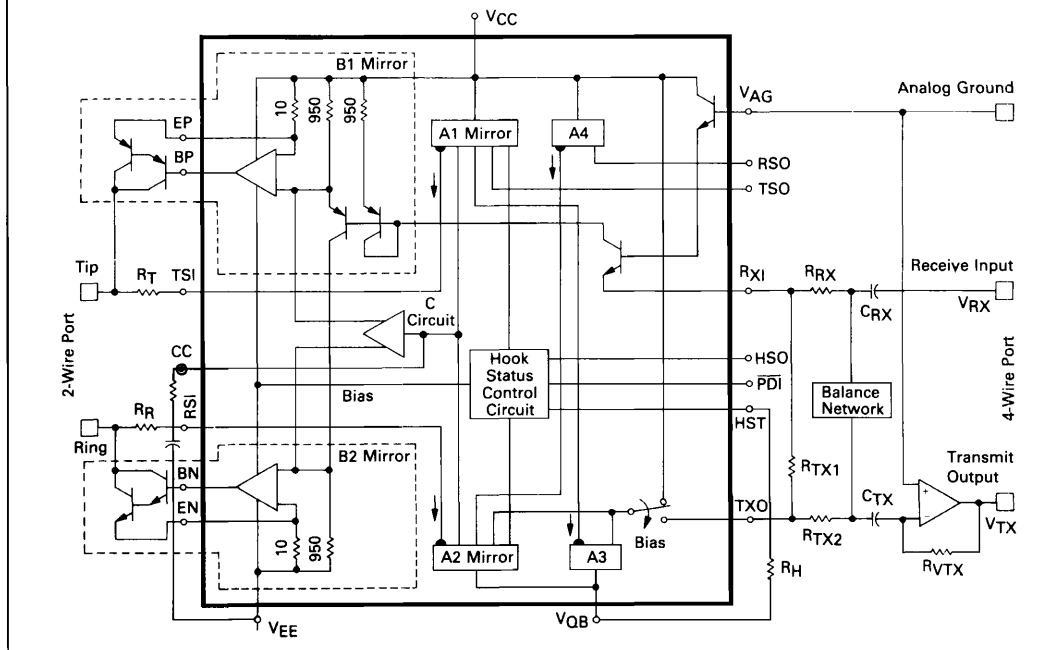 VCC
B1 Mirror
10
950
950
EP
BP
A1 Mirror
A4
VAG
Analog Ground
RSO
TSO
Tip
RT
TSI
RXI
RRX
Receive Input
CRX
VRX
C
Circuit
2-Wire Port
CC
RSI
Bias
Hook
Status
Control
Circuit
HSO
PDI
HST
Balance
Network
4-Wire Port
RR
Ring
B2 Mirror
BN
EN
10
950
A2 Mirror
A3
Bias
TXO
RTX1
RTX2
CTX
+
−
Transmit
Output
VTX
RVTX
RH
VEE
VQB